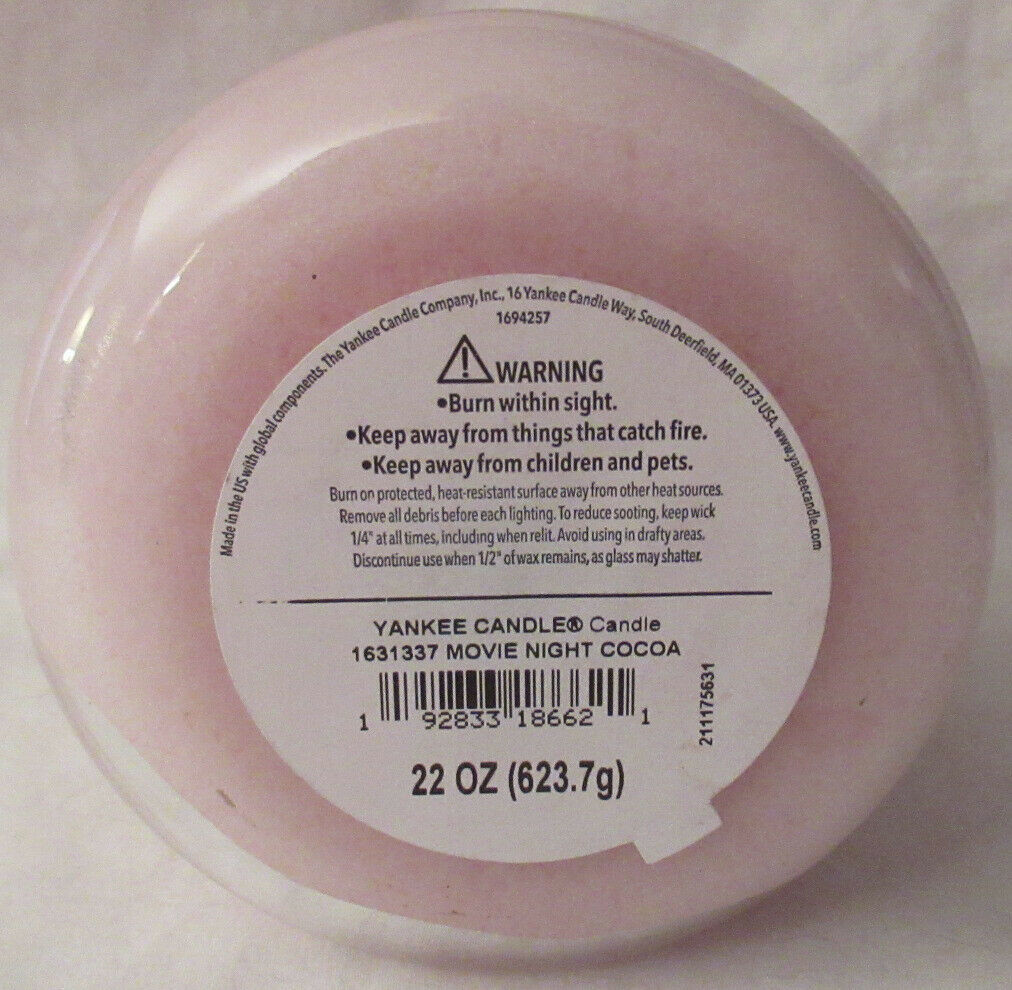 Made in the US with global components. The Yankee Candle Company, Inc., 16 Yankee Candle Way, South Deerfield, MA 01373 USA. www.yankeecandle.com
1694257
WARNING
•Burn within sight.
•Keep away from things that catch fire.
•Keep away from children and pets.
Burn on protected, heat-resistant surface away from other heat sources.
Remove all debris before each lighting. To reduce sooting, keep wick
1/4" at all times, including when relit. Avoid using in drafty areas.
Discontinue use when 1/2" of wax remains, as glass may shatter.
YANKEE CANDLE® Candle
1631337 MOVIE NIGHT COCOA
1 92833 18662 1
211175631
22 OZ (623.7g)